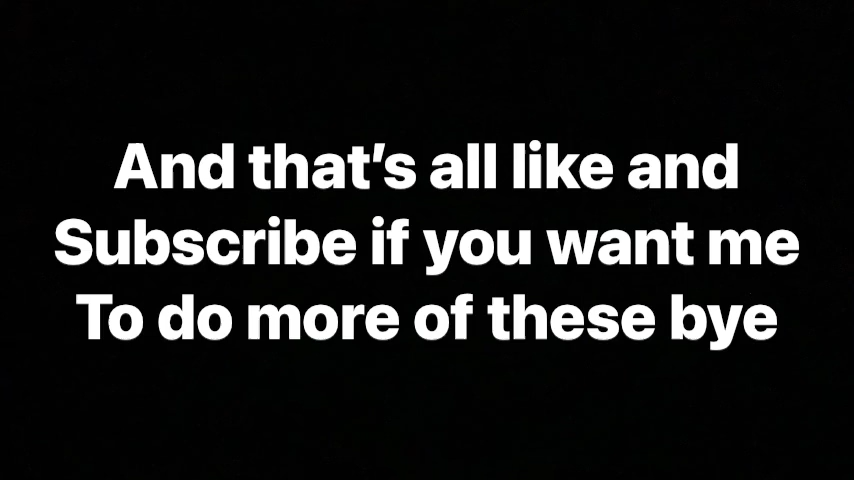 And that’s all like and
Subscribe if you want me
To do more of these bye